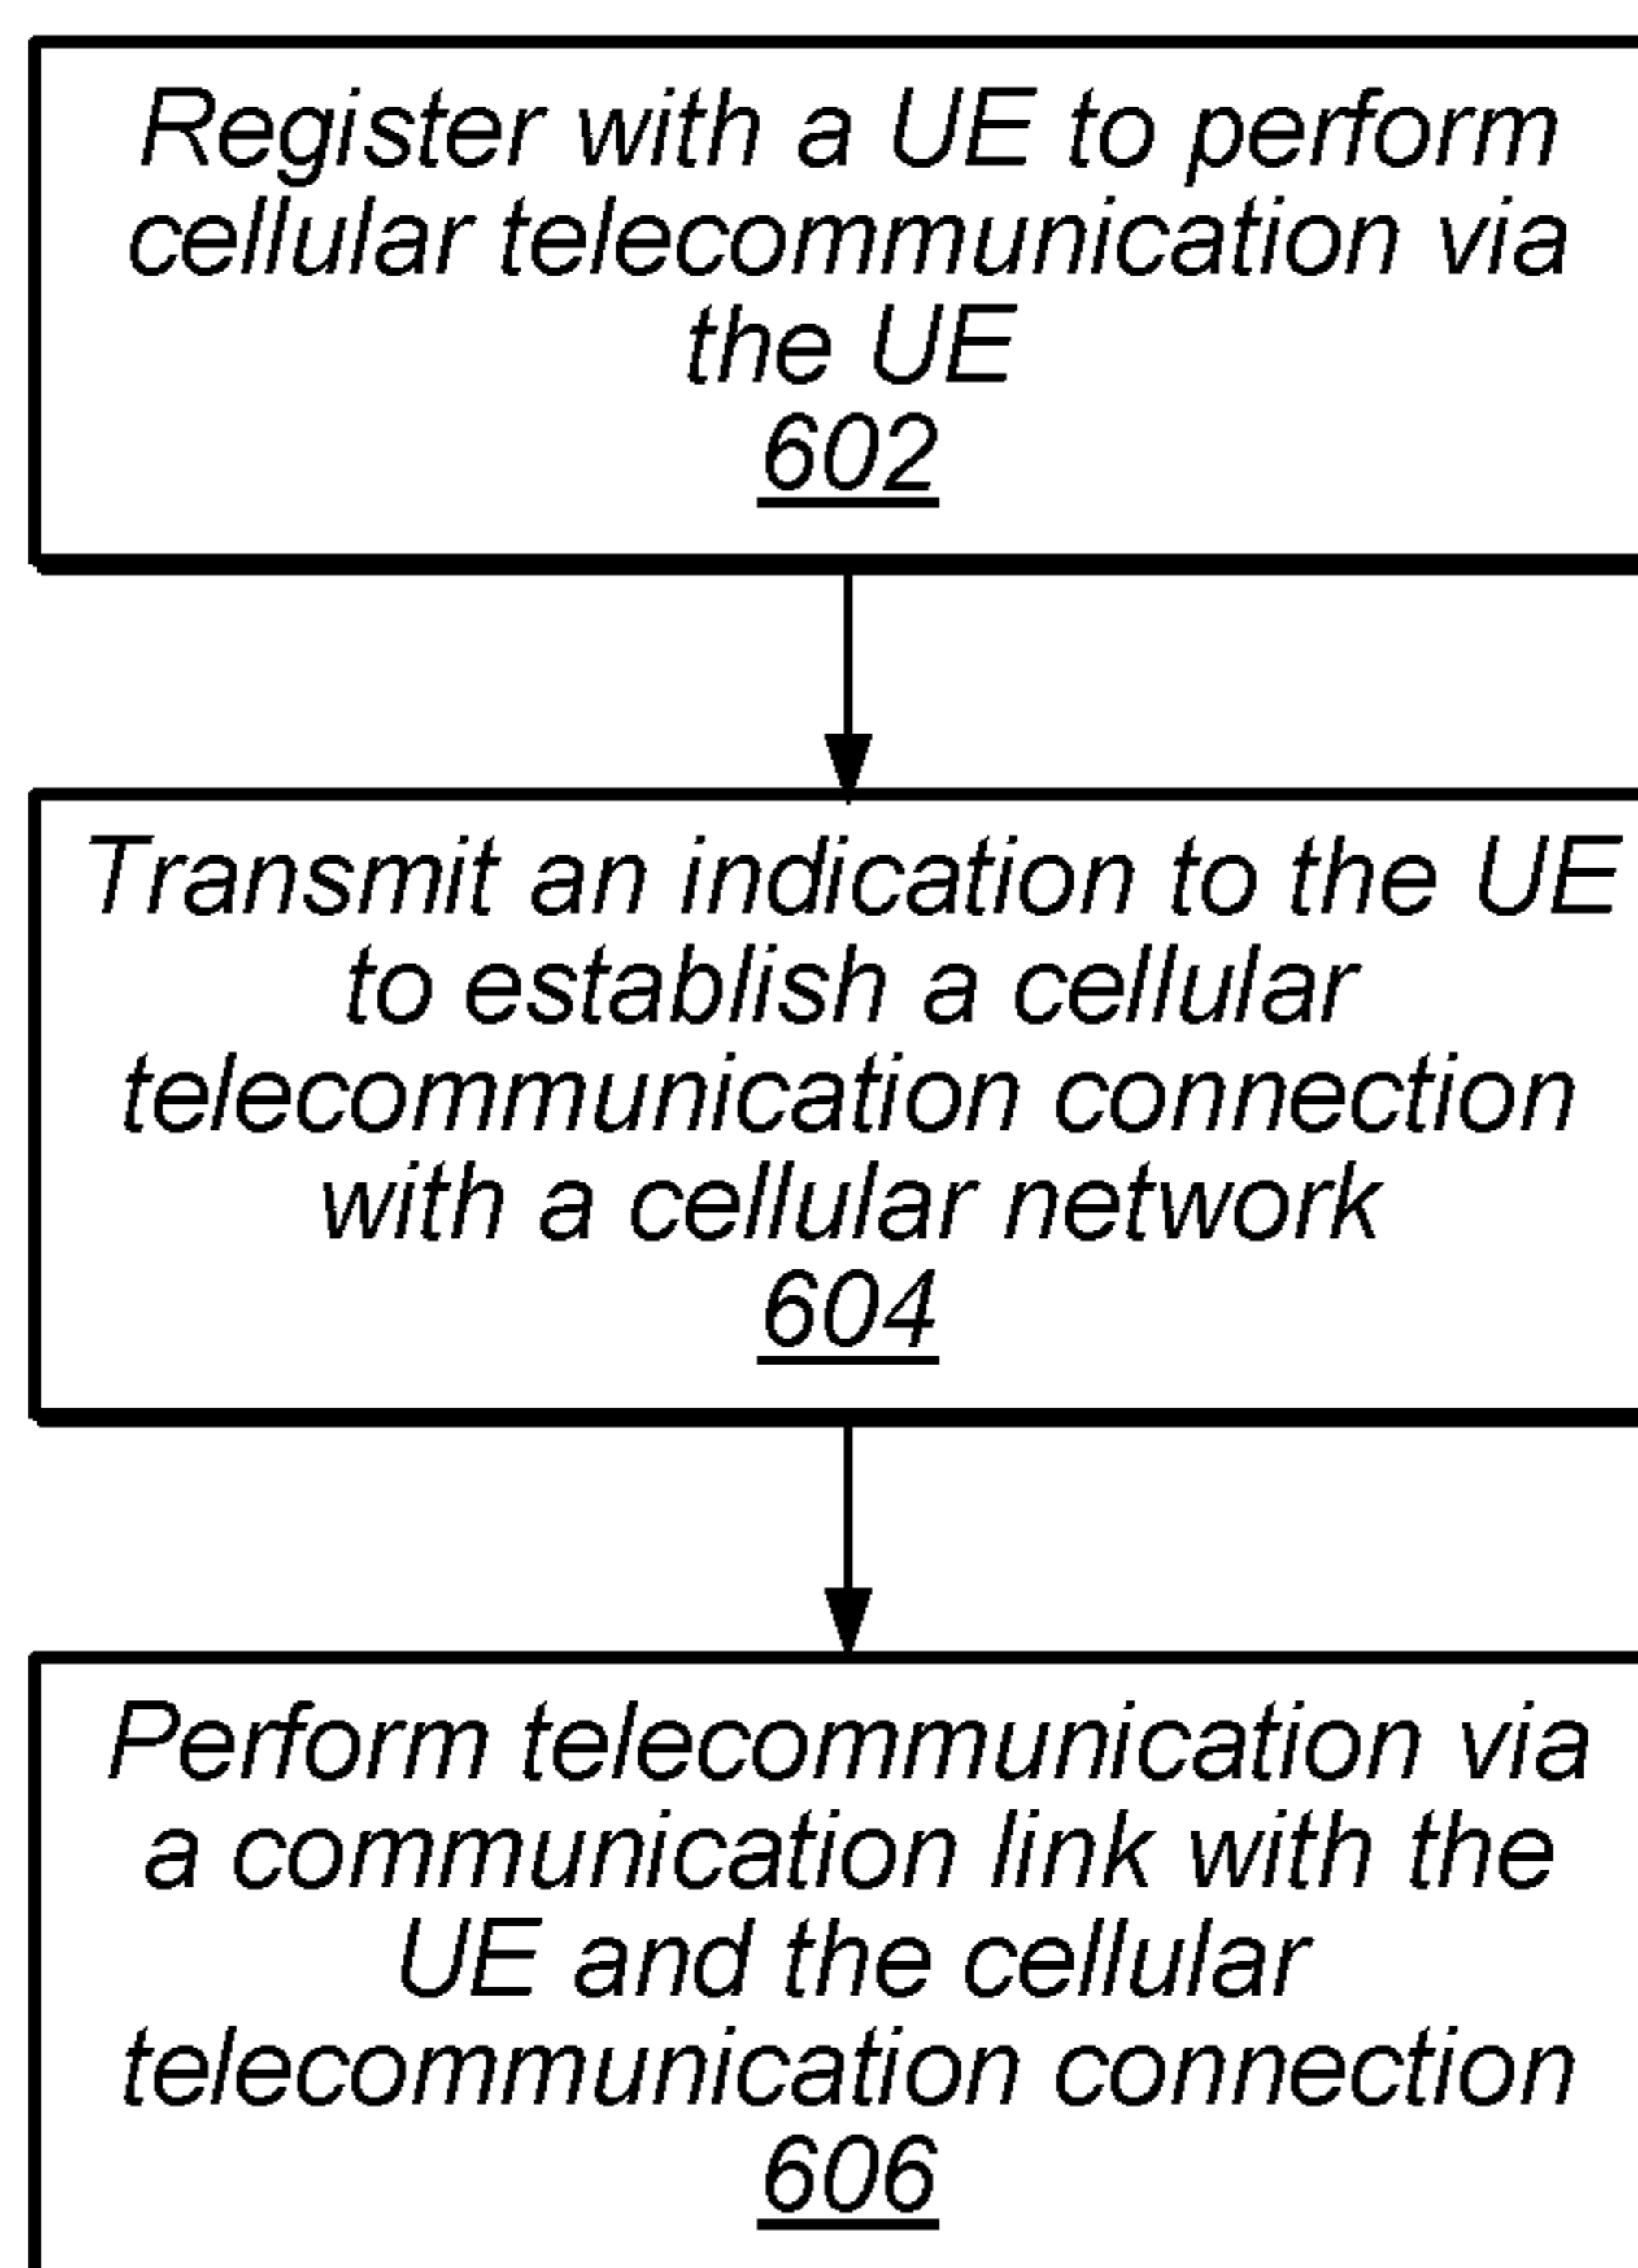 Register with a UE to perform
cellular telecommunication via
the UE
602
Transmit an indication to the UE
to establish a cellular
telecommunication connection
with a cellular network
604
Perform telecommunication via
a communication link with the
UE and the cellular
telecommunication connection
606